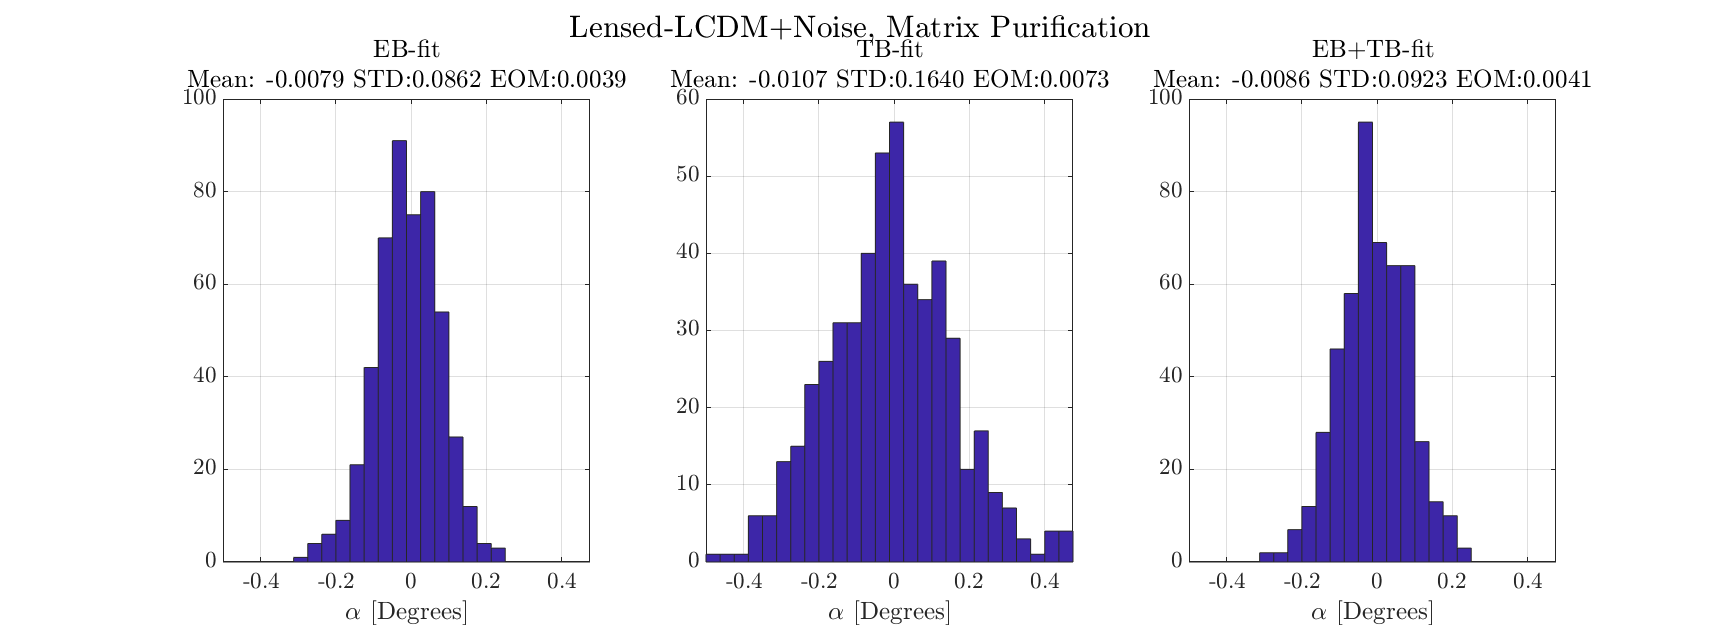 Lensed-LCDM+Noise, Matrix Purification
EB-fit
Mean: -0.0079 STD:0.0862 EOM:0.0039
100
80
60
40
20
0
-0.4 -0.2 0 0.2 0.4
α [Degrees]
TB-fit
Mean: -0.0107 STD:0.1640 EOM:0.0073
60
50
40
30
20
10
0
-0.4 -0.2 0 0.2 0.4
α [Degrees]
EB+TB-fit
Mean: -0.0086 STD:0.0923 EOM:0.0041
100
80
60
40
20
0
-0.4 -0.2 0 0.2 0.4
α [Degrees]